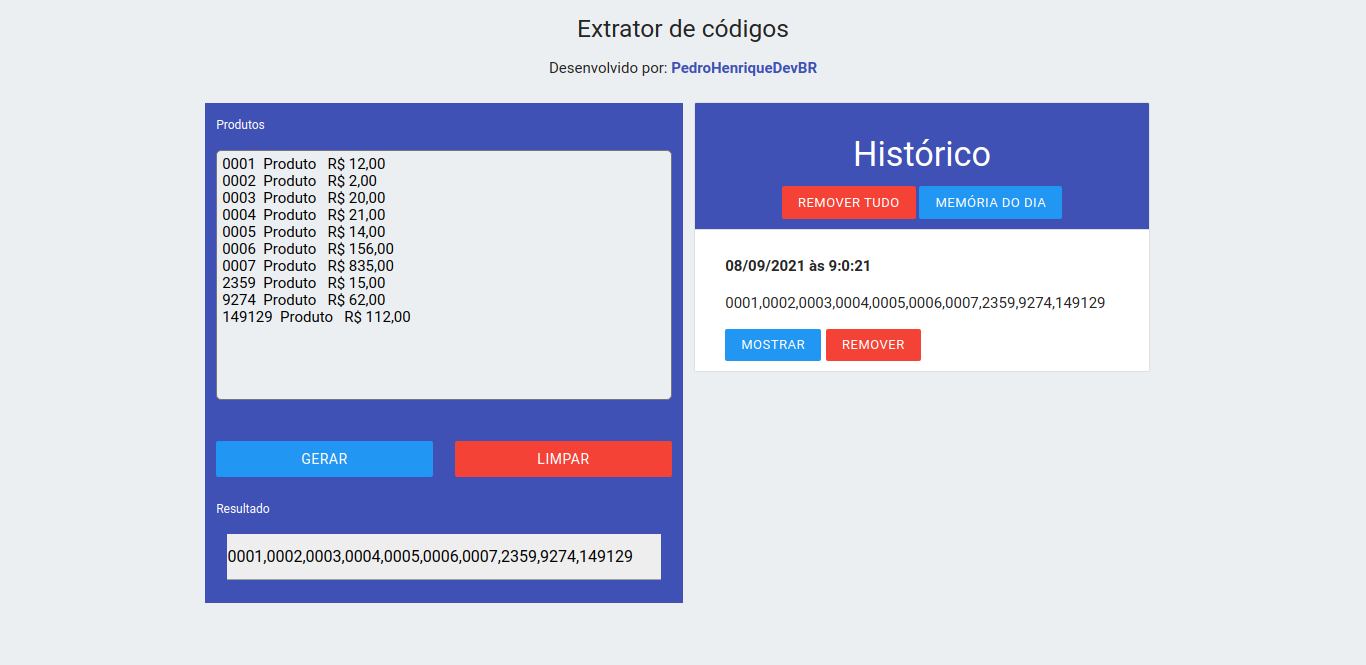 Extrator de códigos
Desenvolvido por: PedroHenriqueDevBR
Produtos
0001 Produto R$ 12,00
0002 Produto R$ 2,00
0003 Produto R$ 20,00
0004 Produto R$ 21,00
0005 Produto R$ 14,00
0006 Produto R$ 156,00
0007 Produto R$ 835,00
2359 Produto R$ 15,00
9274 Produto R$ 62,00
149129 Produto R$ 112,00
GERAR
LIMPAR
Resultado
0001,0002,0003,0004,0005,0006,0007,2359,9274,149129
Histórico
REMOVER TUDO
MEMÓRIA DO DIA
08/09/2021 às 9:0:21
0001,0002,0003,0004,0005,0006,0007,2359,9274,149129
MOSTRAR
REMOVER